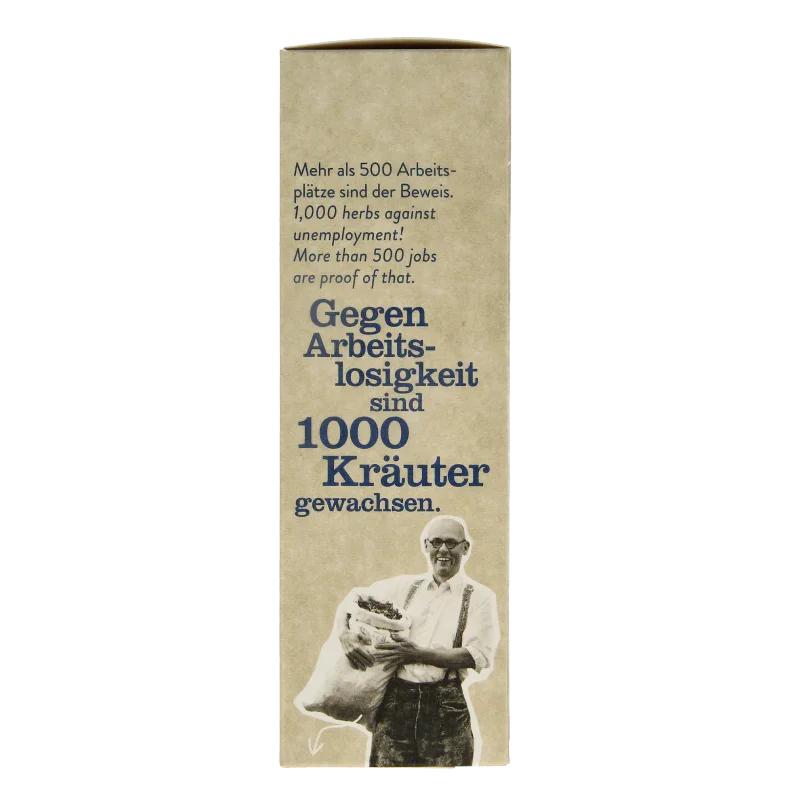 Mehr als 500 Arbeits-
plätze sind der Beweis.
1,000 herbs against
unemployment!
More than 500 jobs
are proof of that.
Gegen
Arbeits-
losigkeit
sind
1000
Kräuter
gewachsen.